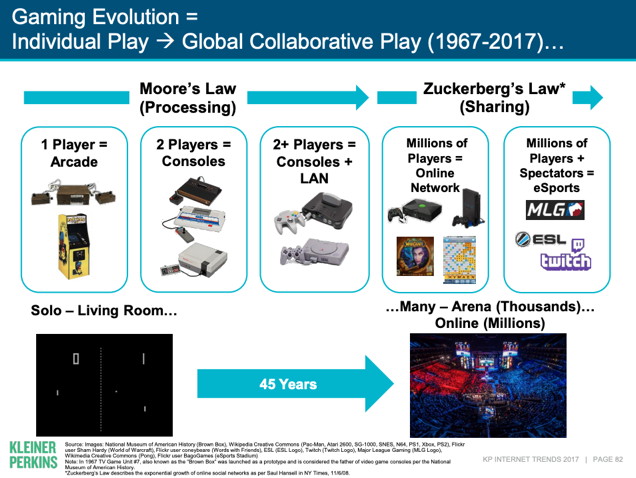 Gaming Evolution =
Individual Play → Global Collaborative Play (1967-2017)…
Moore's Law
(Processing)
Zuckerberg's Law*
(Sharing)
1 Player =
Arcade
2 Players =
Consoles
2+ Players =
Consoles +
LAN
Millions of
Players =
Online
Network
Millions of
Players +
Spectators =
eSports
MLG
ESL
twitch
Solo – Living Room…
…Many – Arena (Thousands)…
Online (Millions)
45 Years
KLEINER
PERKINS
Source: Images: National Museum of American History (Brown Box), Wikipedia Creative Commons (Pac-Man, Atari 2600, SG-1000, SNES, N64, PS1, Xbox, PS2), Flickr
user Sham Hardy (World of Warcraft), Flickr user coneybeare (Words with Friends), ESL (ESL Logo), Twitch (Twitch Logo), Major League Gaming (MLG Logo),
Wikimedia Creative Commons (Pong), Flickr user BagoGames (eSports Stadium)
Note: In 1967 TV Game Unit #7, also known as the "Brown Box" was launched as a prototype and is considered the father of video game consoles per the National
Museum of American History.
*Zuckerberg's Law describes the exponential growth of online social networks as per Saul Hansell in NY Times, 11/6/08.
KP INTERNET TRENDS 2017 | PAGE 82